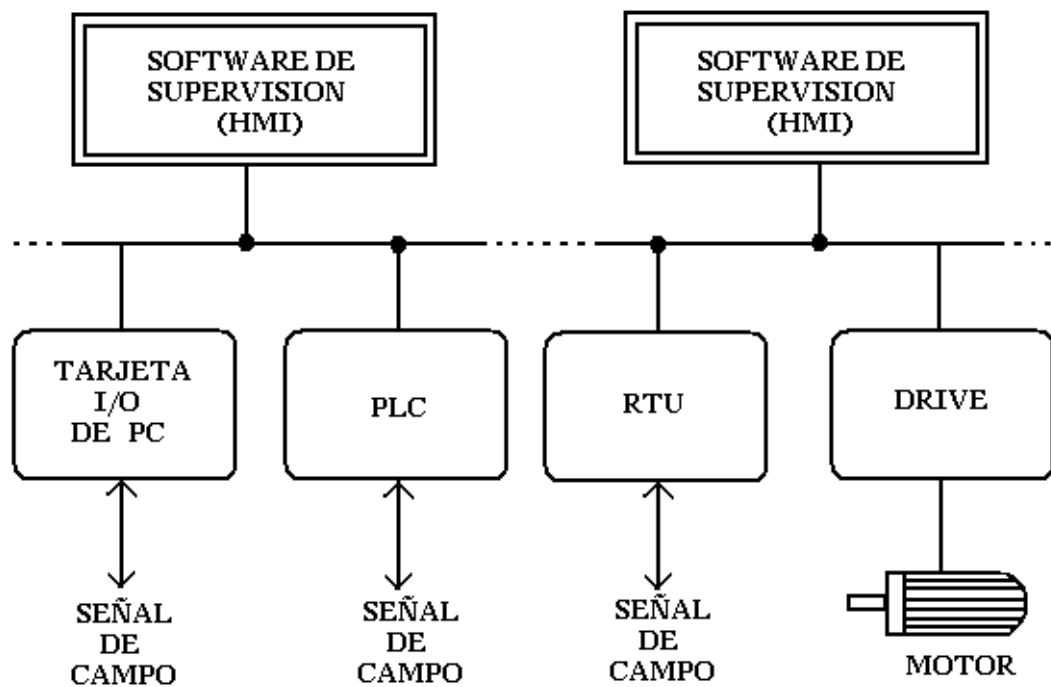 SOFTWARE DE
SUPERVISION
(HMI)
SOFTWARE DE
SUPERVISION
(HMI)
TARJETA
I/O
DE PC
PLC
RTU
DRIVE
SEÑAL
DE
CAMPO
SEÑAL
DE
CAMPO
SEÑAL
DE
CAMPO
MOTOR